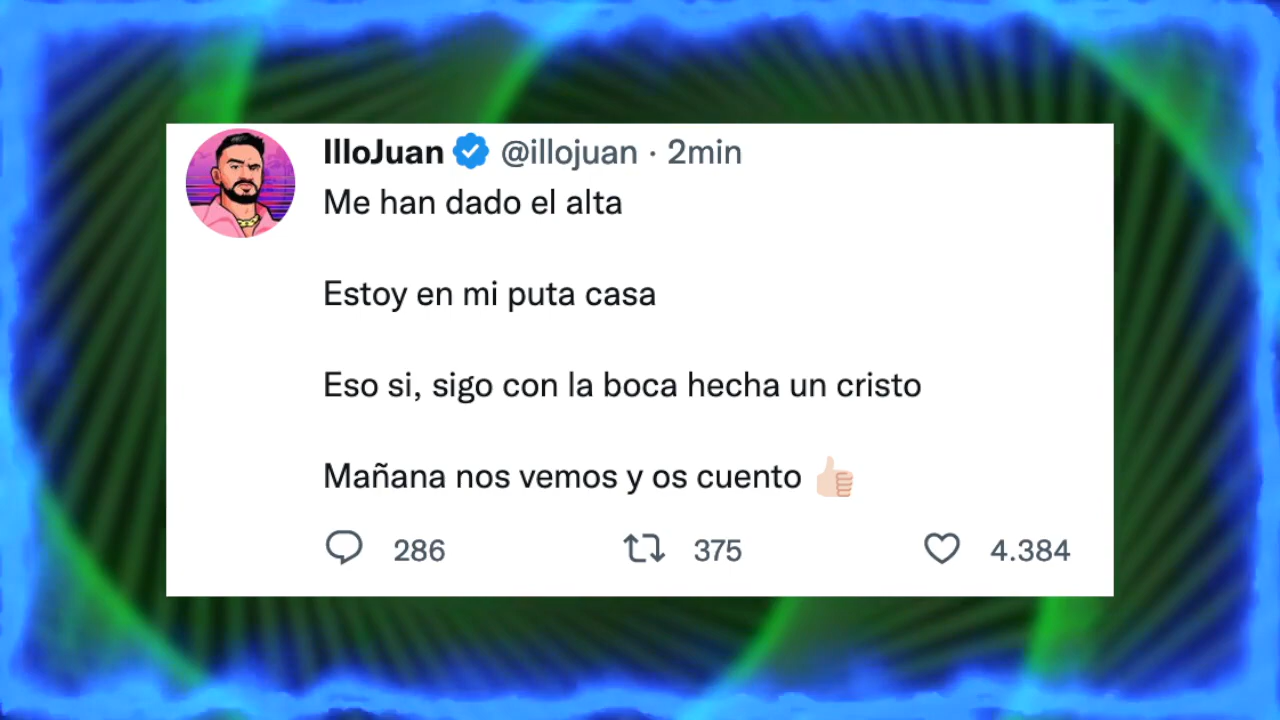 IlloJuan @illojuan · 2min
Me han dado el alta
Estoy en mi puta casa
Eso si, sigo con la boca hecha un cristo
Mañana nos vemos y os cuento 👍🏻
286 375 4.384